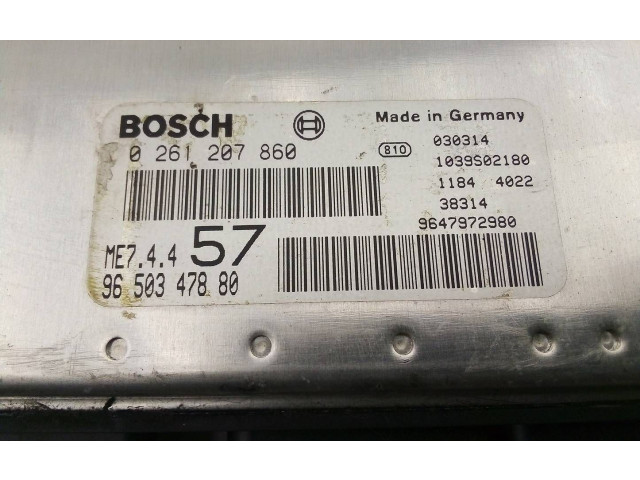 BOSCH Made in Germany
0 261 207 860 810 030314
1039S02180
1184 4022
38314
9647972980
ME7.4.4 57
96 503 478 80